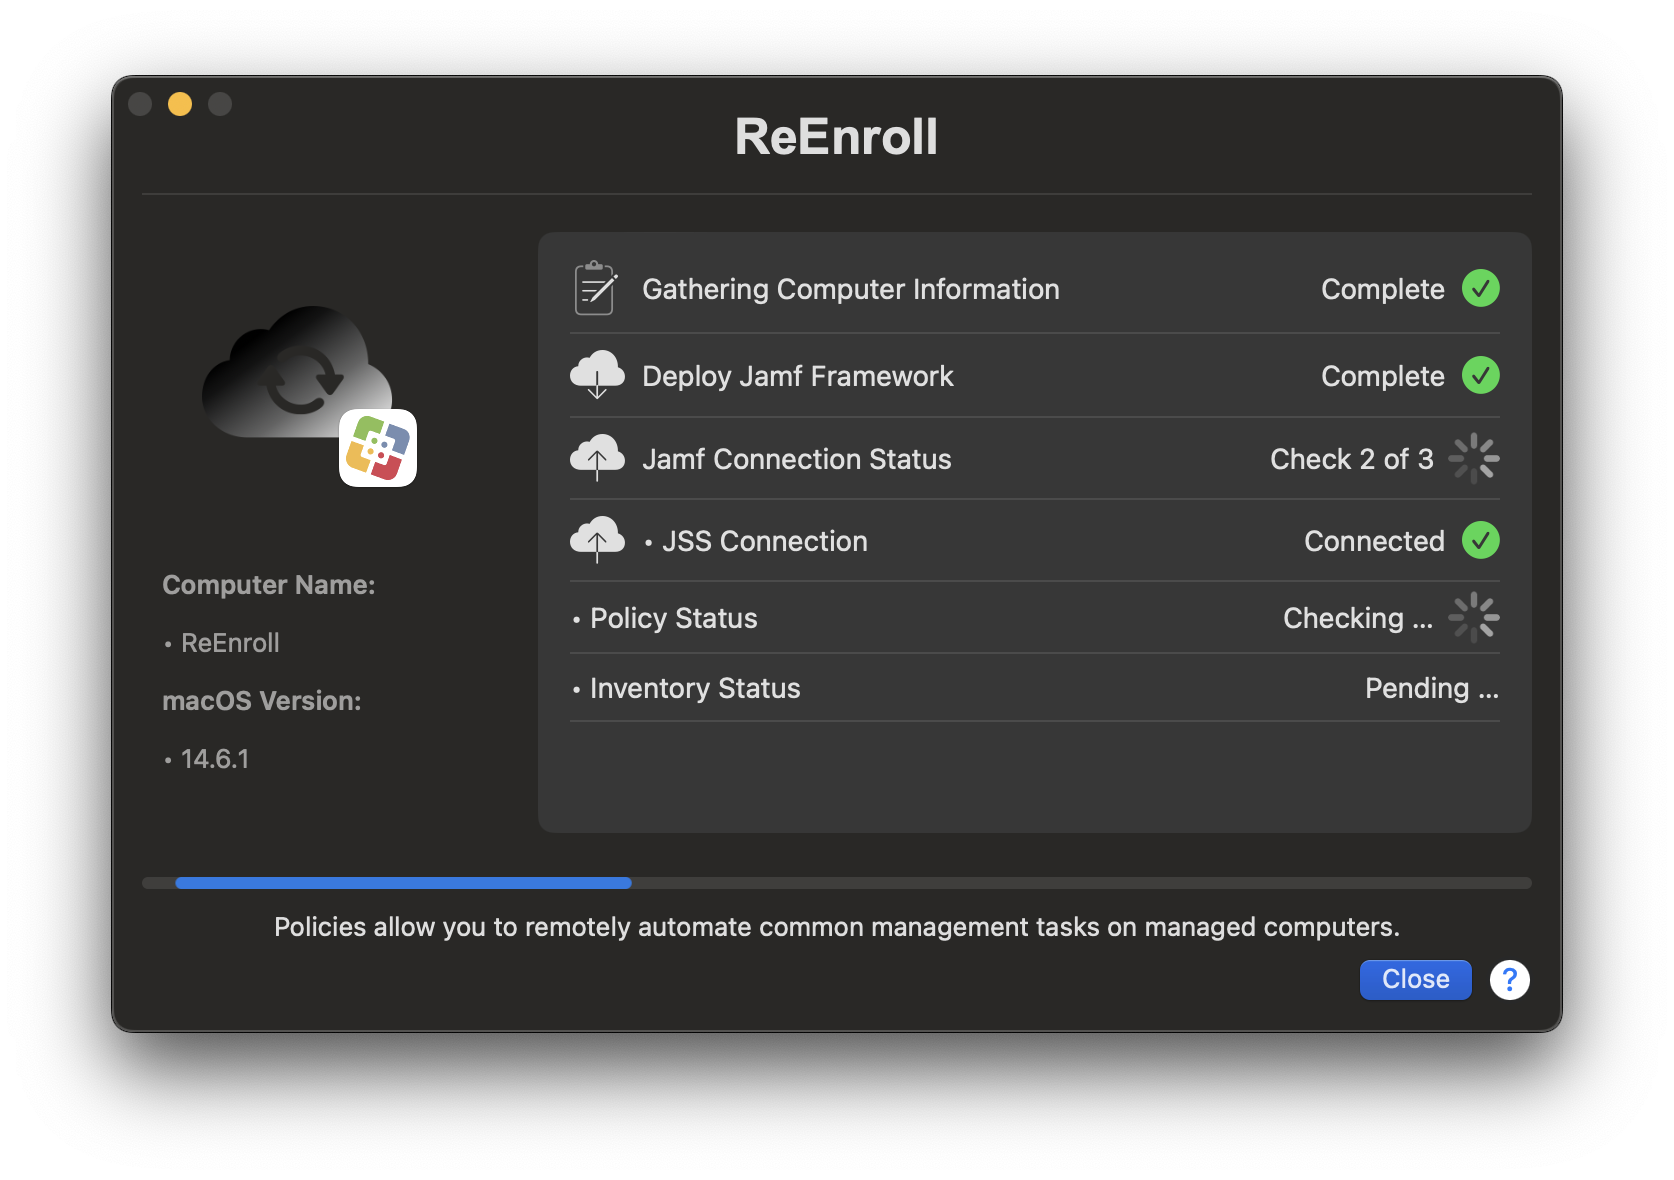 ReEnroll
Gathering Computer Information Complete
Deploy Jamf Framework Complete
Jamf Connection Status Check 2 of 3
• JSS Connection Connected
• Policy Status Checking ...
• Inventory Status Pending ...
Computer Name:
• ReEnroll
macOS Version:
• 14.6.1
Policies allow you to remotely automate common management tasks on managed computers.
Close ?